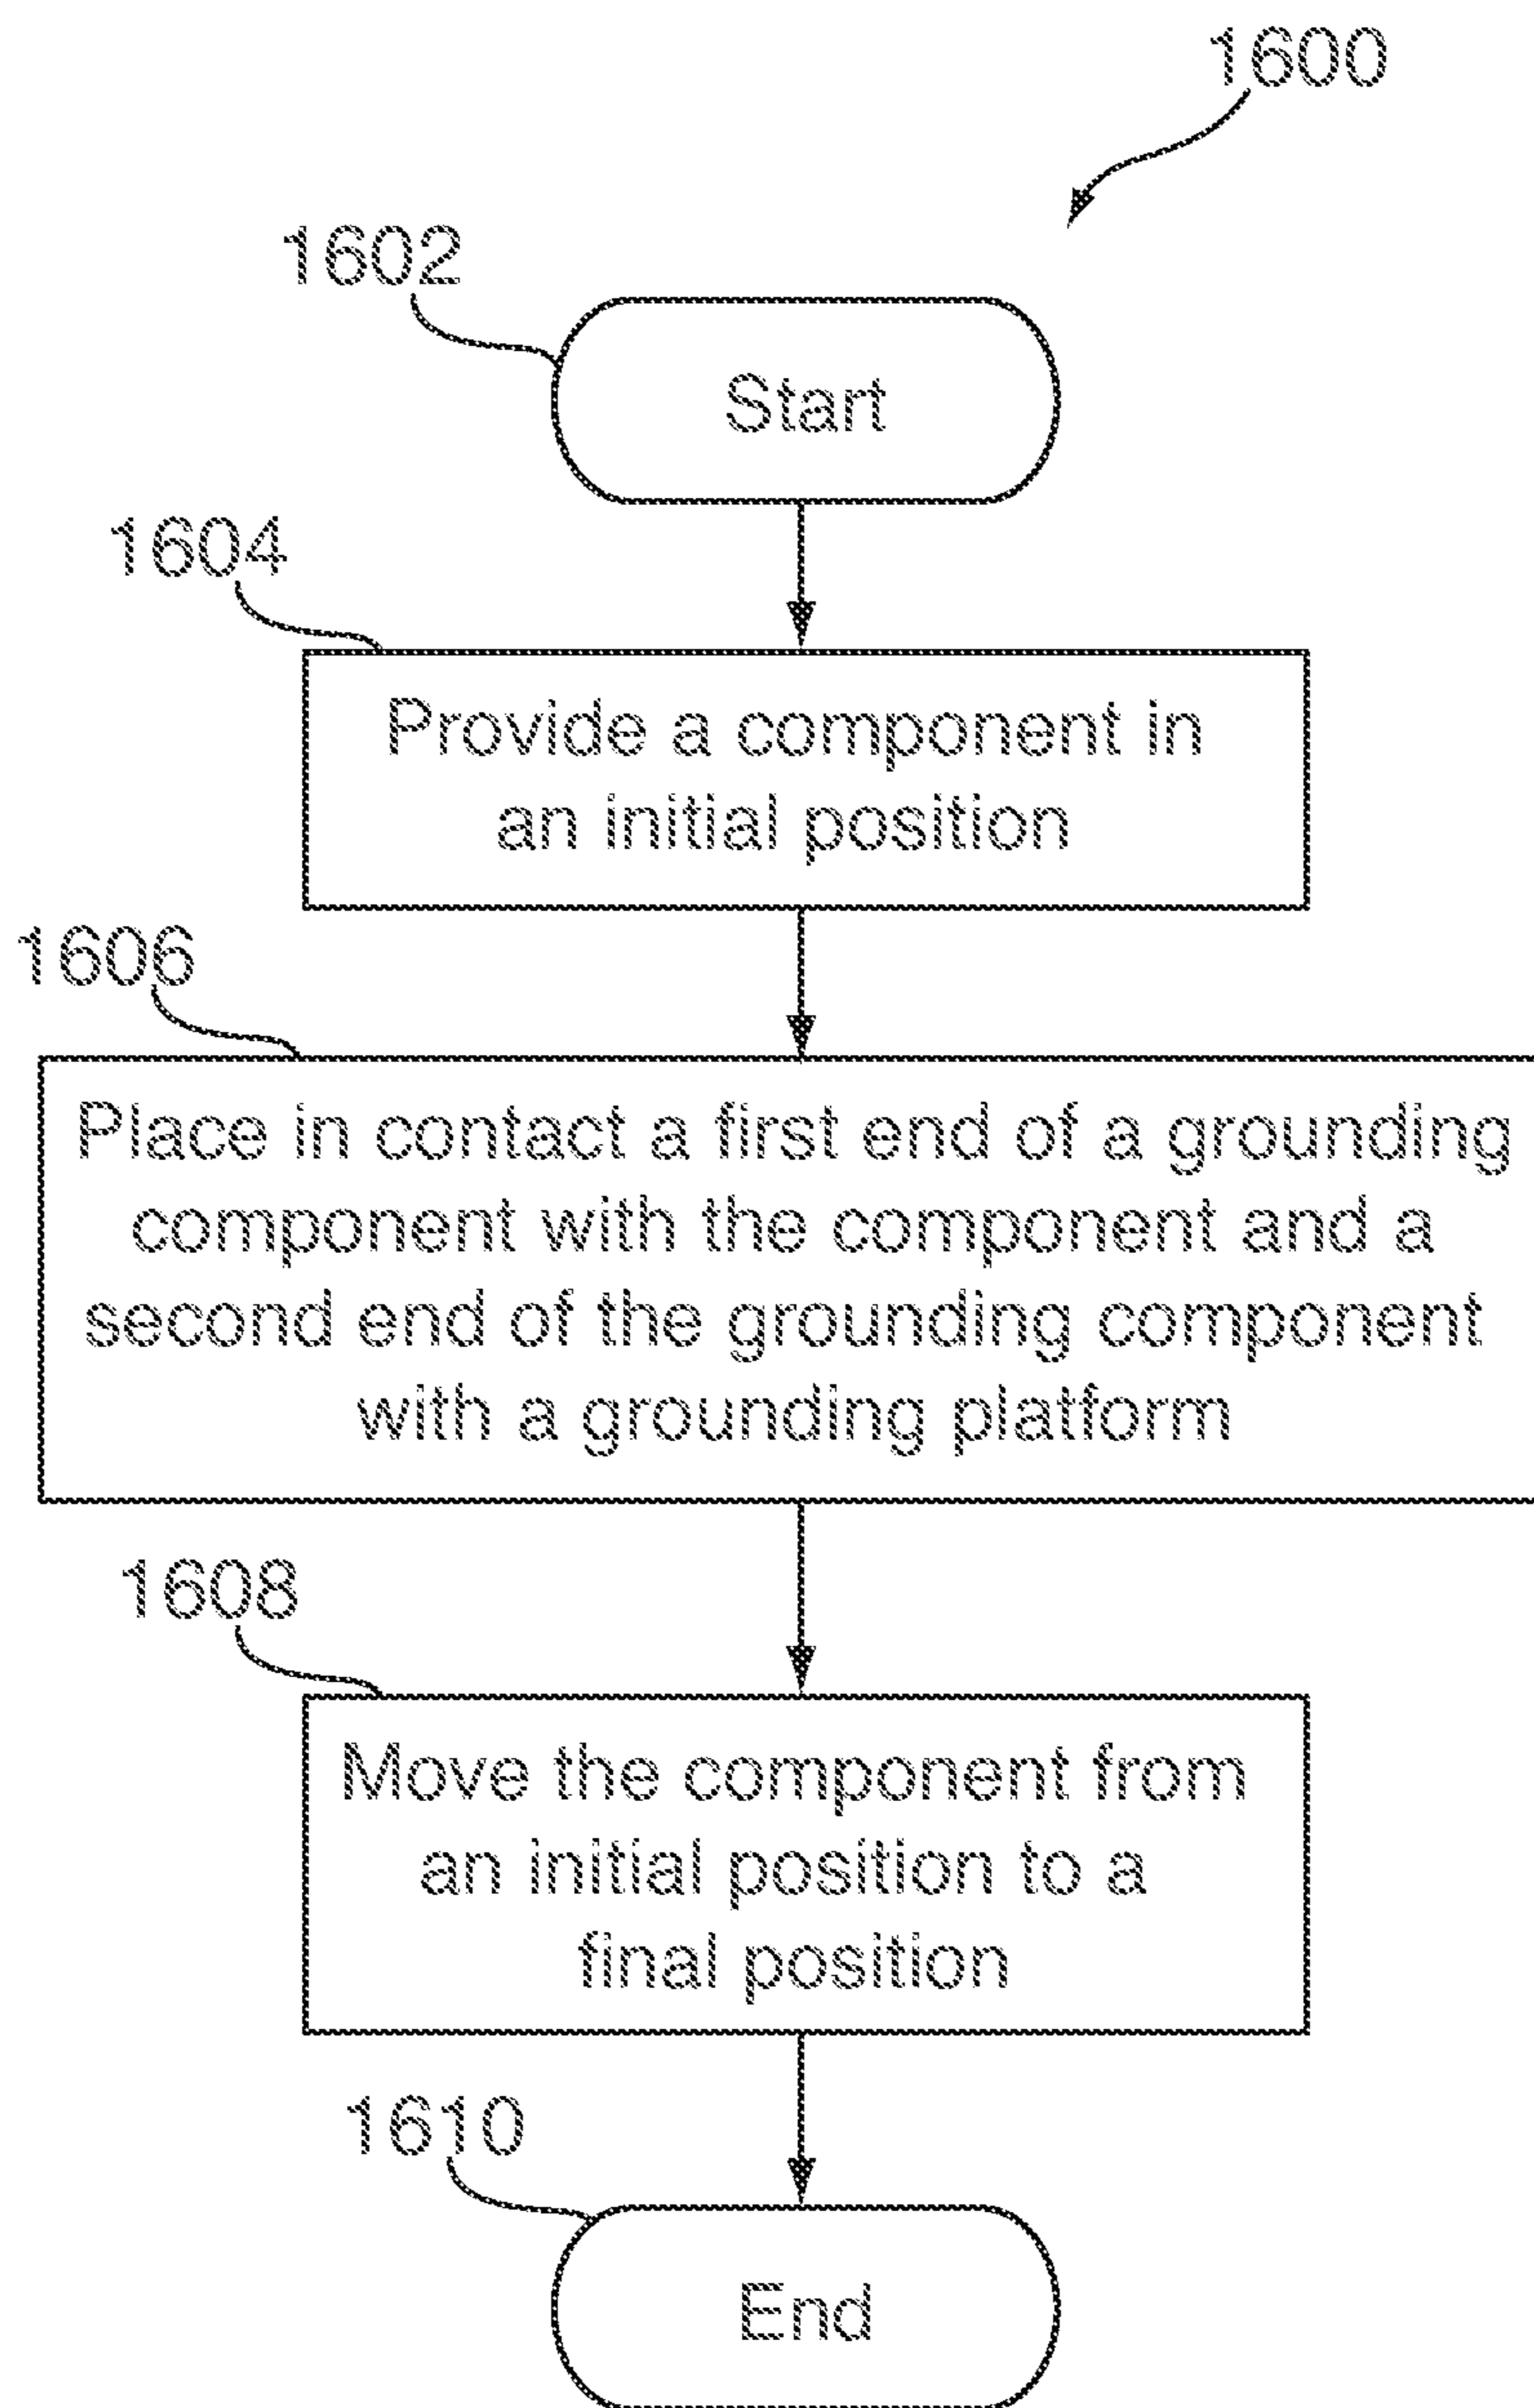 1600
1602
Start
1604
Provide a component in
an initial position
1606
Place in contact a first end of a grounding
component with the component and a
second end of the grounding component
with a grounding platform
1608
Move the component from
an initial position to a
final position
1610
End